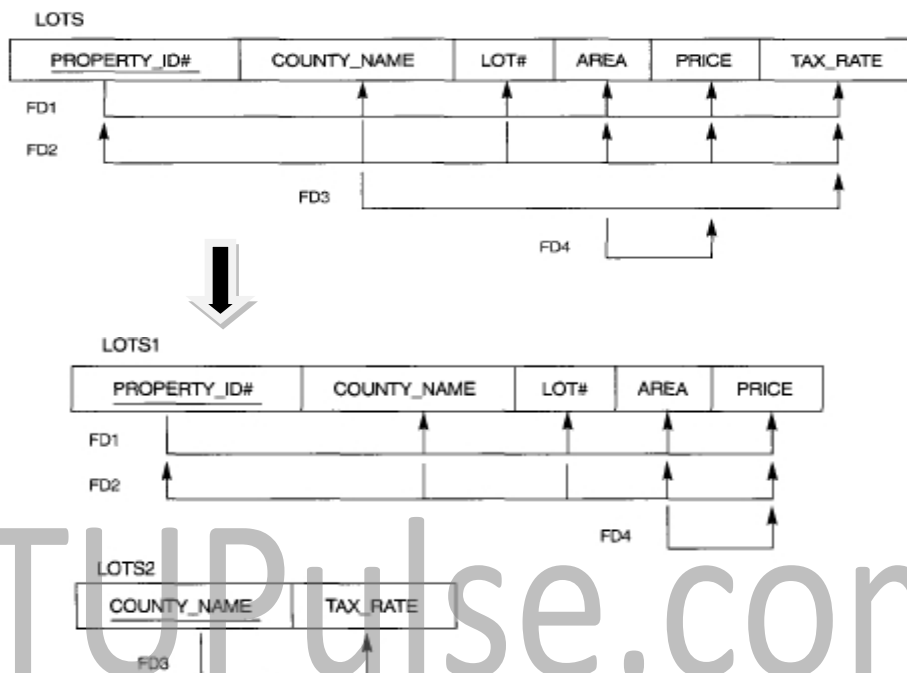 LOTS
PROPERTY_ID# COUNTY_NAME LOT# AREA PRICE TAX_RATE
FD1
FD2
FD3
FD4
LOTS1
PROPERTY_ID# COUNTY_NAME LOT# AREA PRICE
FD1
FD2
FD4
LOTS2
COUNTY_NAME TAX_RATE
FD3
TUPulse.com